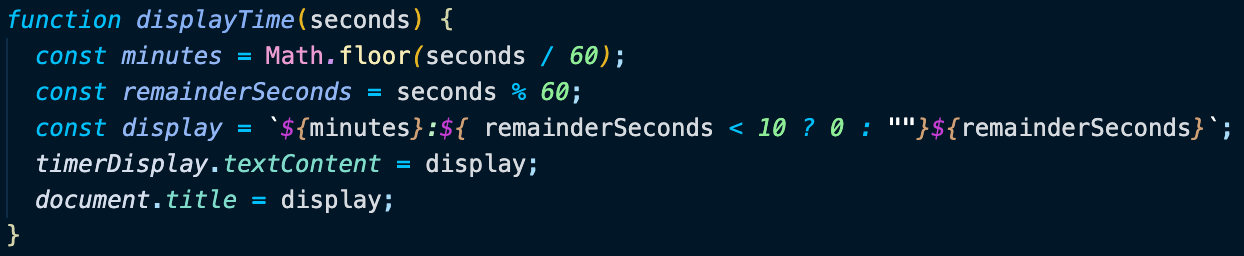 function displayTime(seconds) {
  const minutes = Math.floor(seconds / 60);
  const remainderSeconds = seconds % 60;
  const display = `${minutes}:${ remainderSeconds < 10 ? 0 : ""}${remainderSeconds}`;
  timerDisplay.textContent = display;
  document.title = display;
}